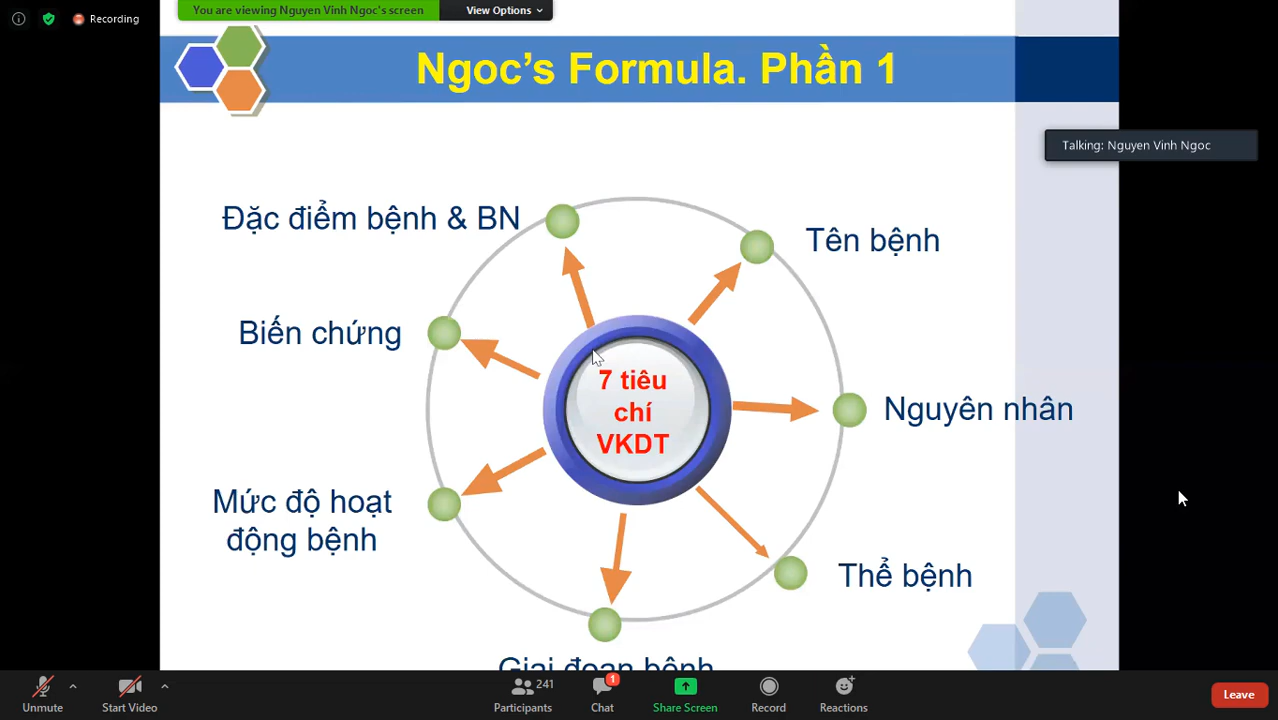 You are viewing Nguyen Vinh Ngoc's screen
View Options
Recording
Ngoc's Formula. Phần 1
Talking: Nguyen Vinh Ngoc
Đặc điểm bệnh & BN
Tên bệnh
Biến chứng
7 tiêu
chí
VKDT
Nguyên nhân
Mức độ hoạt
động bệnh
Thể bệnh
Giai đoạn bệnh
Unmute
Start Video
241
Participants
1
Chat
Share Screen
Record
Reactions
Leave